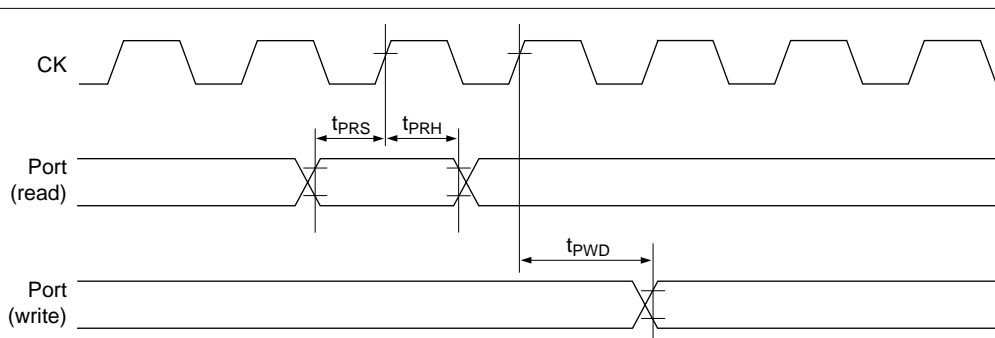 CK
tPRS tPRH
Port
(read)
tPWD
Port
(write)